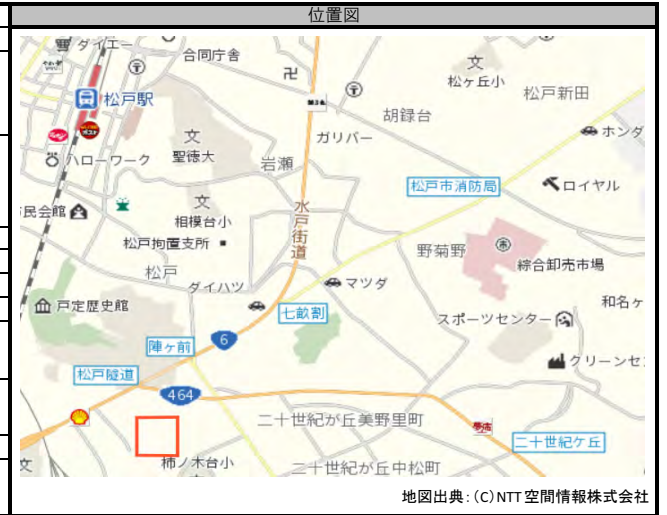 位置図
ダイエー
合同庁舎
文
松ヶ丘小
松戸新田
松戸駅
胡録台
ガリバー
ホンダ
文
聖徳大
ハローワーク
岩瀬
松戸市消防局
ロイヤル
民会館
文
相模台小
水戸街道
松戸拘置支所
野菊野
綜合卸売市場
松戸
ダイハツ
マツダ
和名ヶ
戸定歴史館
七畝割
スポーツセンター
陣ヶ前
6
クリーンセ
松戸隧道
464
二十世紀が丘美野里町
二十世紀ケ丘
文
柿ノ木台小
二十世紀が丘中松町
地図出典:(C)NTT空間情報株式会社